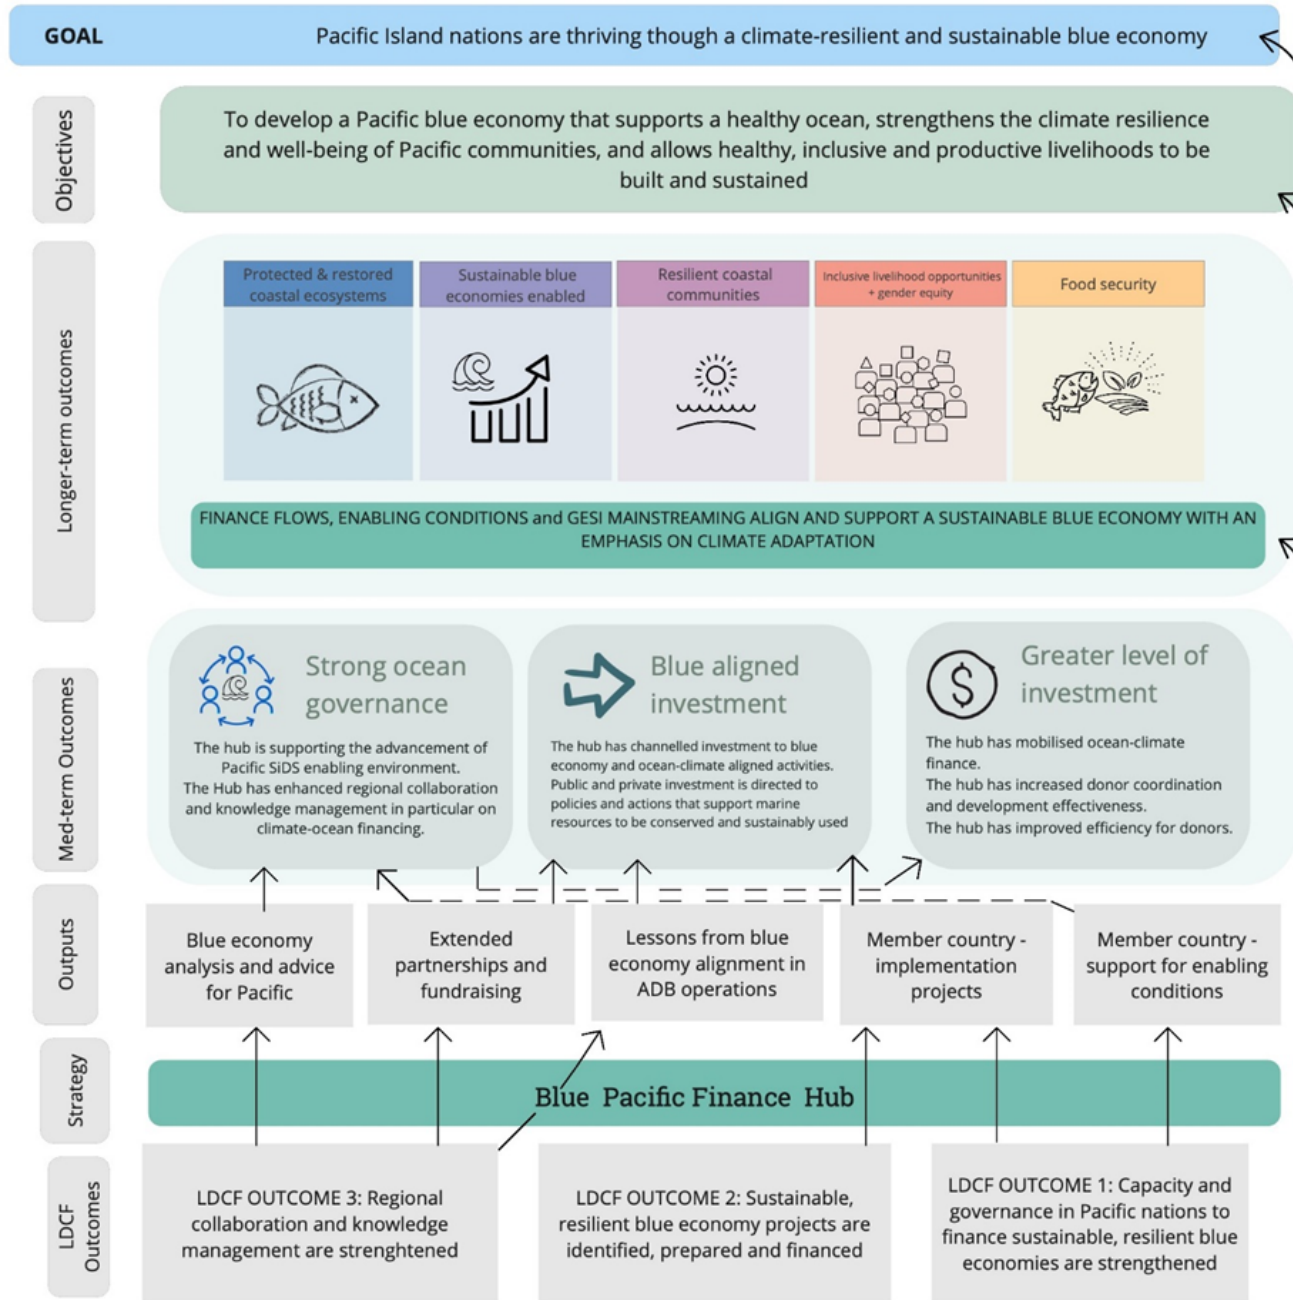 GOAL
Pacific Island nations are thriving though a climate-resilient and sustainable blue economy
Objectives
To develop a Pacific blue economy that supports a healthy ocean, strengthens the climate resilience
and well-being of Pacific communities, and allows healthy, inclusive and productive livelihoods to be
built and sustained
Longer-term outcomes
Protected & restored
coastal ecosystems
Sustainable blue
economies enabled
Resilient coastal
communities
Inclusive livelihood opportunities
+ gender equity
Food security
FINANCE FLOWS, ENABLING CONDITIONS and GESI MAINSTREAMING ALIGN AND SUPPORT A SUSTAINABLE BLUE ECONOMY WITH AN
EMPHASIS ON CLIMATE ADAPTATION
Med-term Outcomes
Strong ocean
governance
The hub is supporting the advancement of
Pacific SiDS enabling environment.
The Hub has enhanced regional collaboration
and knowledge management in particular on
climate-ocean financing.
Blue aligned
investment
The hub has channelled investment to blue
economy and ocean-climate aligned activities.
Public and private investment is directed to
policies and actions that support marine
resources to be conserved and sustainably used
$
Greater level of
investment
The hub has mobilised ocean-climate
finance.
The hub has increased donor coordination
and development effectiveness.
The hub has improved efficiency for donors.
Outputs
Blue economy
analysis and advice
for Pacific
Extended
partnerships and
fundraising
Lessons from blue
economy alignment in
ADB operations
Member country -
implementation
projects
Member country -
support for enabling
conditions
Strategy
Blue Pacific Finance Hub
LDCF
Outcomes
LDCF OUTCOME 3: Regional
collaboration and knowledge
management are strenghtened
LDCF OUTCOME 2: Sustainable,
resilient blue economy projects are
identified, prepared and financed
LDCF OUTCOME 1: Capacity and
governance in Pacific nations to
finance sustainable, resilient blue
economies are strengthened